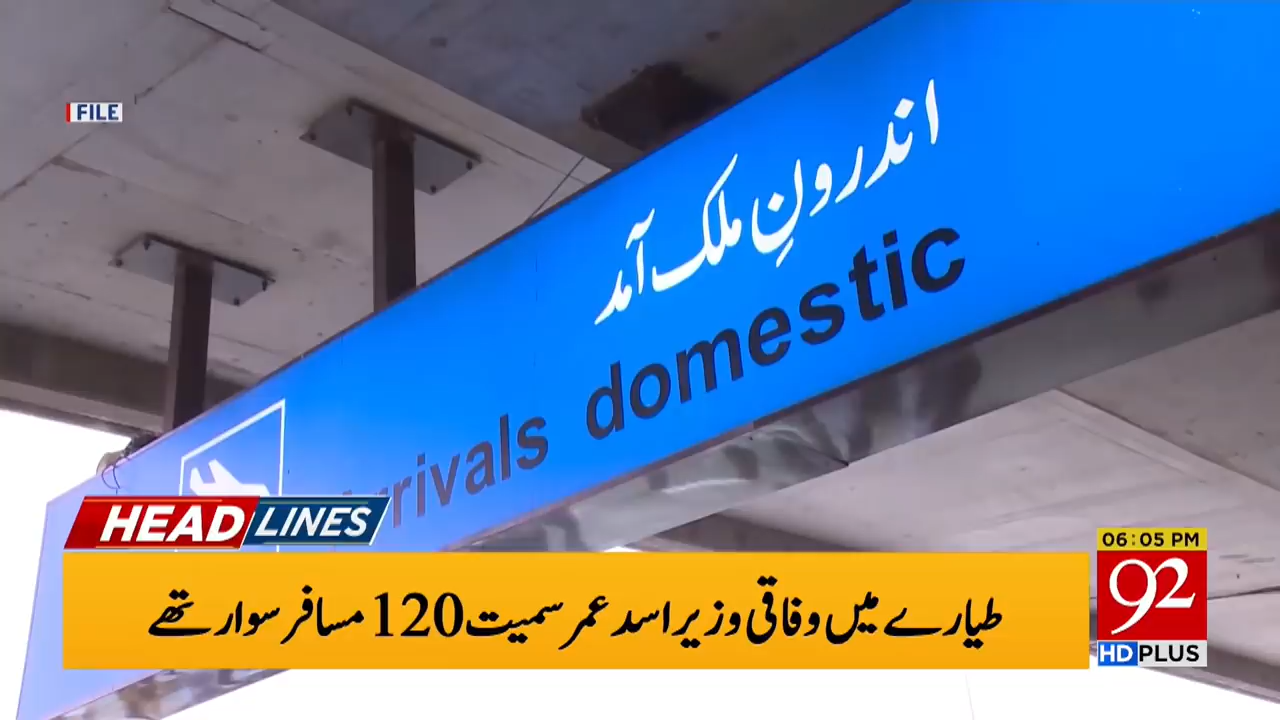 FILE
اندرونِ ملک آمد
rrivals domestic
HEADLINES
طیارے میں وفاقی وزیر اسد عمر سمیت 120 مسافر سوار تھے
06:05 PM
92
HD PLUS